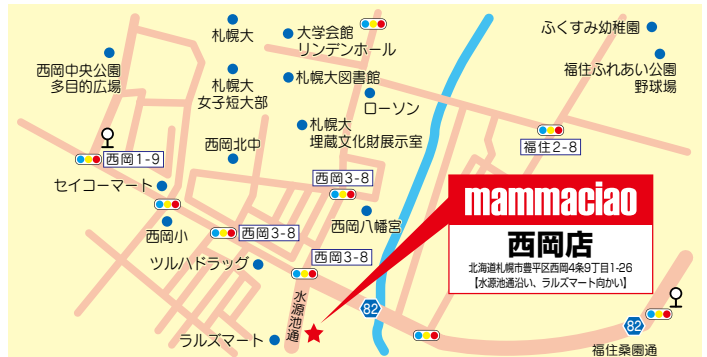 札幌大
大学会館
リンデンホール
ふくすみ幼稚園
西岡中央公園
多目的広場
札幌大
女子短大部
札幌大図書館
福住ふれあい公園
野球場
ローソン
札幌大
埋蔵文化財展示室
西岡北中
福住2-8
西岡1-9
セイコーマート
西岡3-8
西岡小
西岡3-8
西岡八幡宮
mammaciao
西岡店
北海道札幌市豊平区西岡4条9丁目1-26
【水源池通沿い、ラルズマート向かい】
ツルハドラッグ
西岡3-8
水源池通
82
ラルズマート
82
福住桑園通